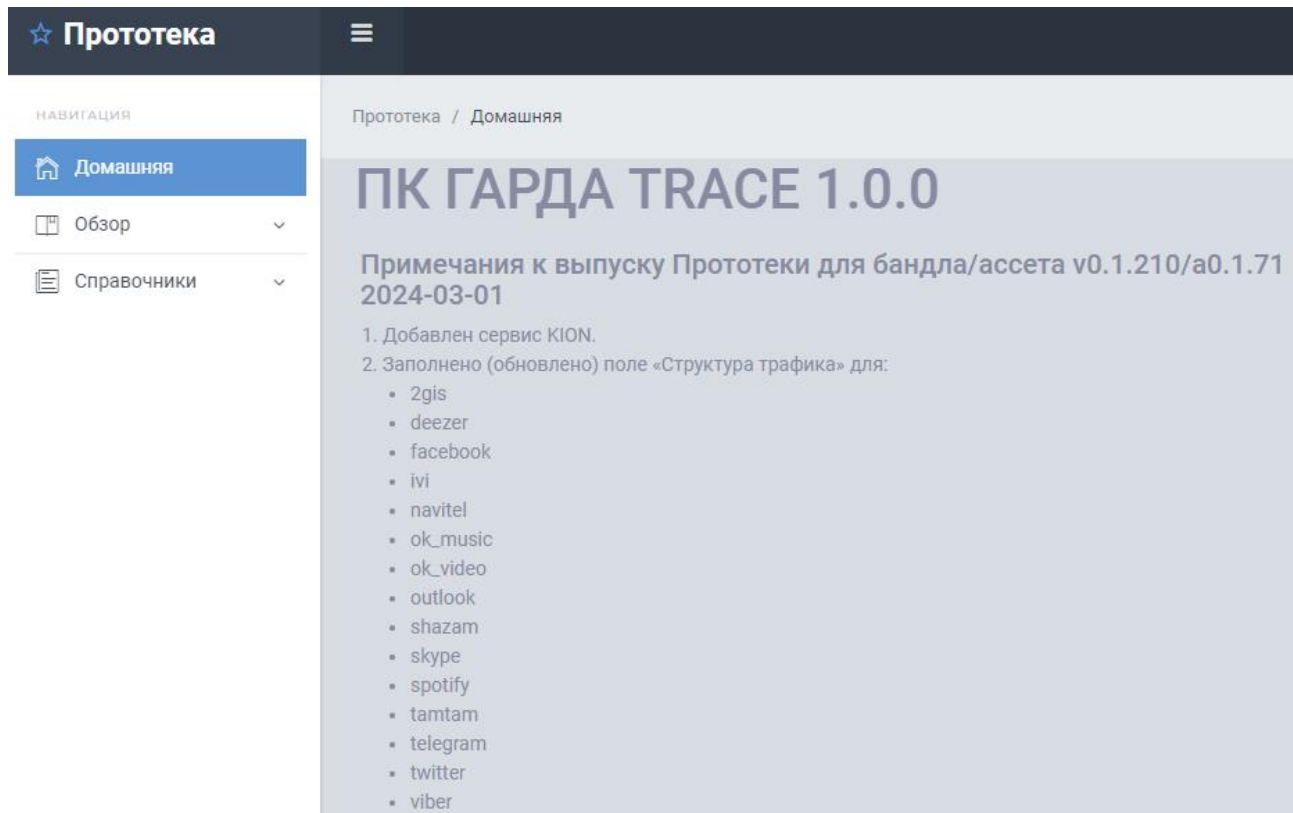 Прототека
НАВИГАЦИЯ
Домашняя
Обзор
Справочники
Прототека / Домашняя
ПК ГАРДА TRACE 1.0.0
Примечания к выпуску Прототеки для бандла/ассета v0.1.210/a0.1.71
2024-03-01
1. Добавлен сервис KION.
2. Заполнено (обновлено) поле «Структура трафика» для:
• 2gis
• deezer
• facebook
• ivi
• navitel
• ok_music
• ok_video
• outlook
• shazam
• skype
• spotify
• tamtam
• telegram
• twitter
• viber